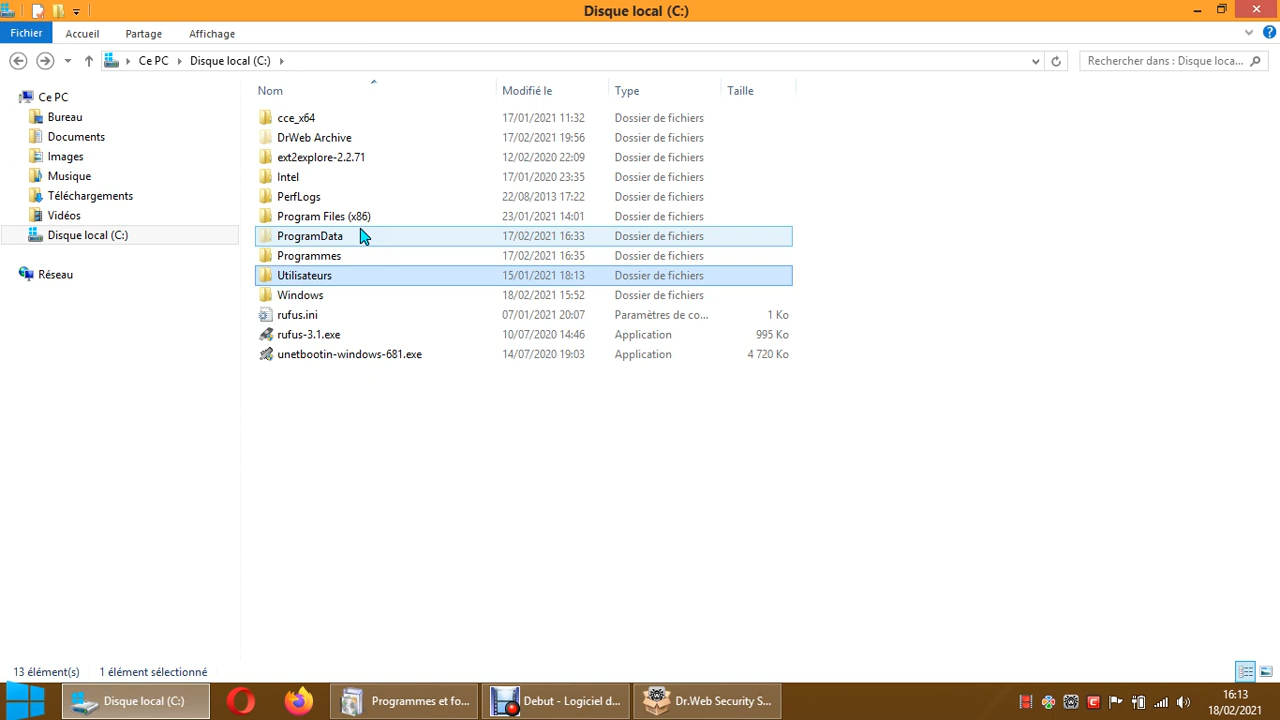 Disque local (C:)
Fichier Accueil Partage Affichage
Ce PC Disque local (C:) Rechercher dans : Disque loca...
Nom Modifié le Type Taille
Ce PC
Bureau
Documents
Images
Musique
Téléchargements
Vidéos
Disque local (C:)
Réseau
cce_x64 17/01/2021 11:32 Dossier de fichiers
DrWeb Archive 17/02/2021 19:56 Dossier de fichiers
ext2explore-2.2.71 12/02/2020 22:09 Dossier de fichiers
Intel 17/01/2020 23:35 Dossier de fichiers
PerfLogs 22/08/2013 17:22 Dossier de fichiers
Program Files (x86) 23/01/2021 14:01 Dossier de fichiers
ProgramData 17/02/2021 16:33 Dossier de fichiers
Programmes 17/02/2021 16:35 Dossier de fichiers
Utilisateurs 15/01/2021 18:13 Dossier de fichiers
Windows 18/02/2021 15:52 Dossier de fichiers
rufus.ini 07/01/2021 20:07 Paramètres de co... 1 Ko
rufus-3.1.exe 10/07/2020 14:46 Application 995 Ko
unetbootin-windows-681.exe 14/07/2020 19:03 Application 4 720 Ko
13 élément(s) 1 élément sélectionné
Disque local (C:) Programmes et fo... Debut - Logiciel d... Dr.Web Security S... 16:13
18/02/2021